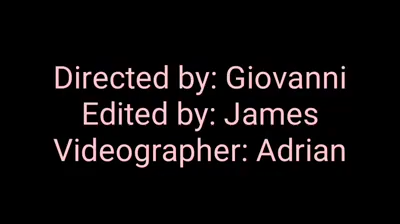 Directed by: Giovanni
Edited by: James
Videographer: Adrian